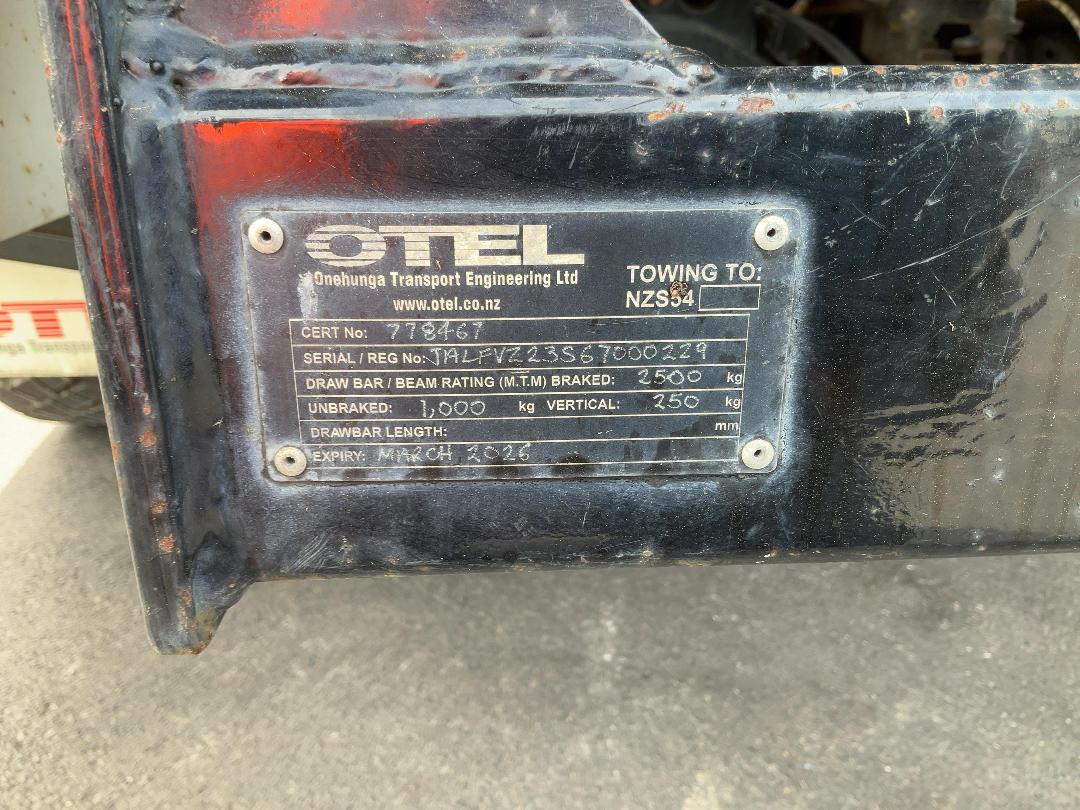 OTEL
Onehunga Transport Engineering Ltd
www.otel.co.nz
TOWING TO:
NZS54
CERT No: 778467
SERIAL / REG No: JALFVZ23S67000229
DRAW BAR / BEAM RATING (M.T.M) BRAKED: 2500 kg
UNBRAKED: 1,000 kg VERTICAL: 250 kg
DRAWBAR LENGTH: mm
EXPIRY: MARCH 2026